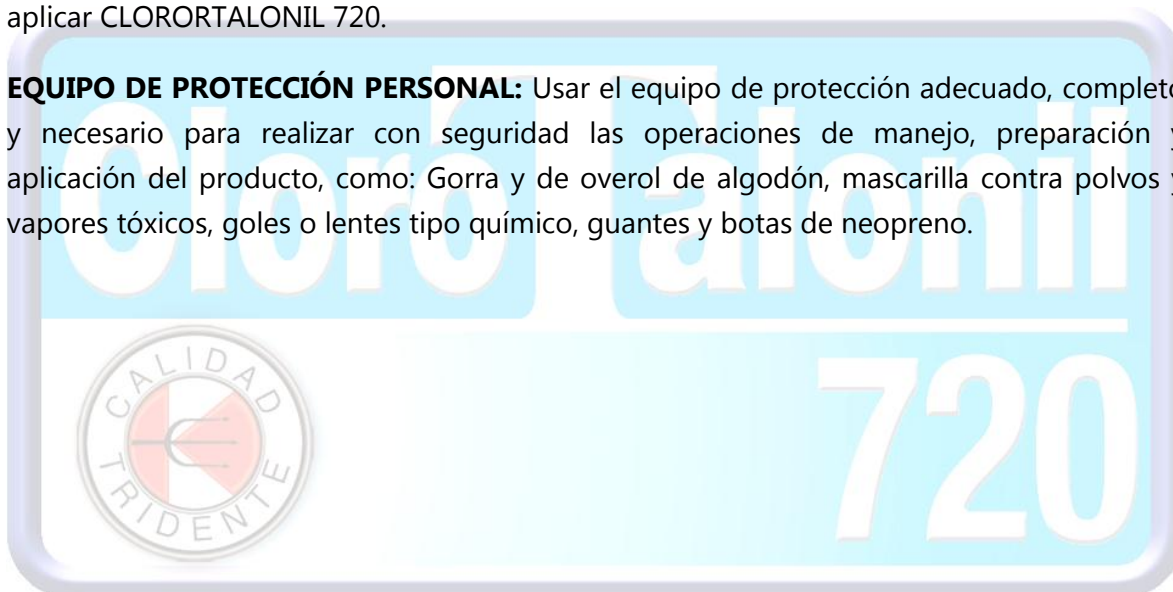 aplicar CLORORTALONIL 720.
EQUIPO DE PROTECCIÓN PERSONAL: Usar el equipo de protección adecuado, completo
y necesario para realizar con seguridad las operaciones de manejo, preparación y
aplicación del producto, como: Gorra y de overol de algodón, mascarilla contra polvos y
vapores tóxicos, goles o lentes tipo químico, guantes y botas de neopreno.
Cloro Talonil
720
CALIDAD
TRIDENTE